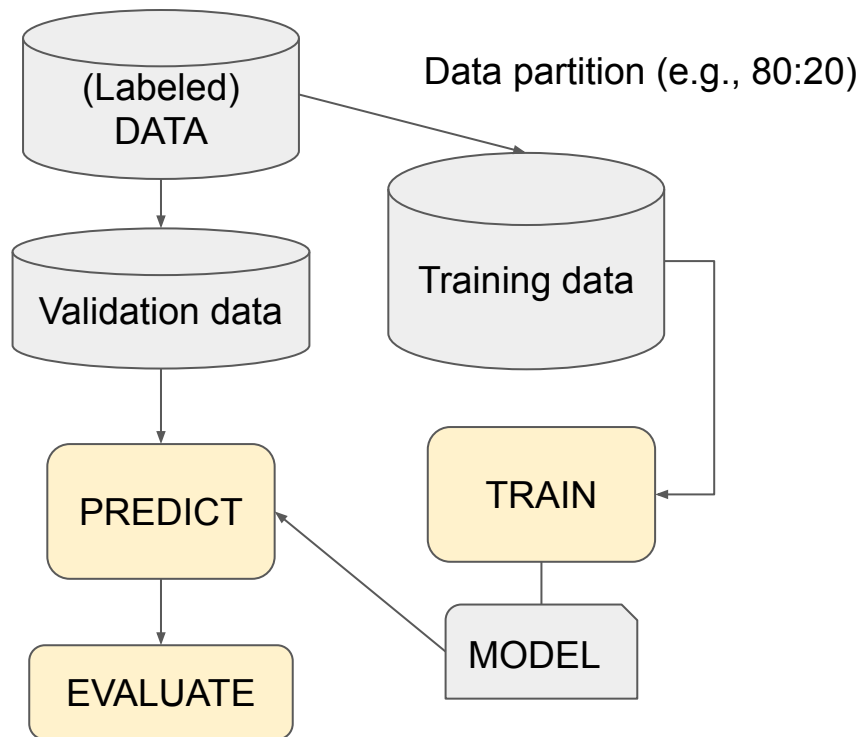 (Labeled)
DATA
Data partition (e.g., 80:20)
Validation data
Training data
PREDICT
TRAIN
MODEL
EVALUATE